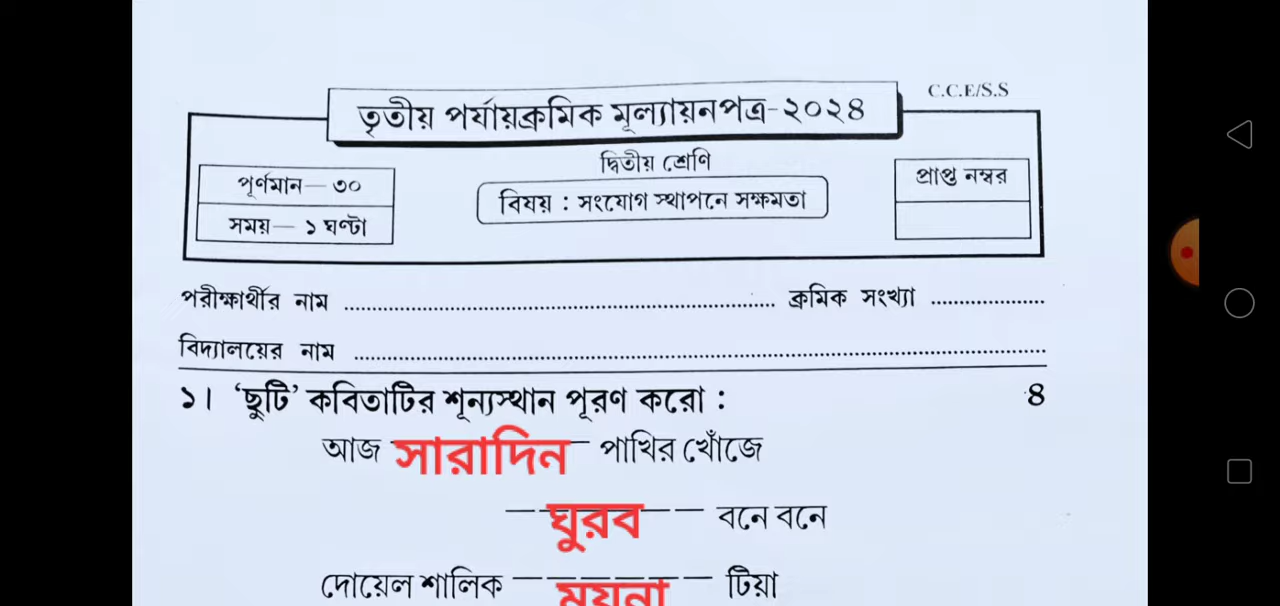 C.C.E/S.S
তৃতীয় পর্যায়ক্রমিক মূল্যায়নপত্র-২০২৪
দ্বিতীয় শ্রেণি
পূর্ণমান— ৩০
প্রাপ্ত নম্বর
বিষয় : সংযোগ স্থাপনে সক্ষমতা
সময়— ১ ঘণ্টা
পরীক্ষার্থীর নাম .......................................... ক্রমিক সংখ্যা ....................
বিদ্যালয়ের নাম ....................................................................
১। ‘ছুটি’ কবিতাটির শূন্যস্থান পূরণ করো : ৪
আজ সারাদিন পাখির খোঁজে
ঘুরব বনে বনে
দোয়েল শালিক ময়না টিয়া